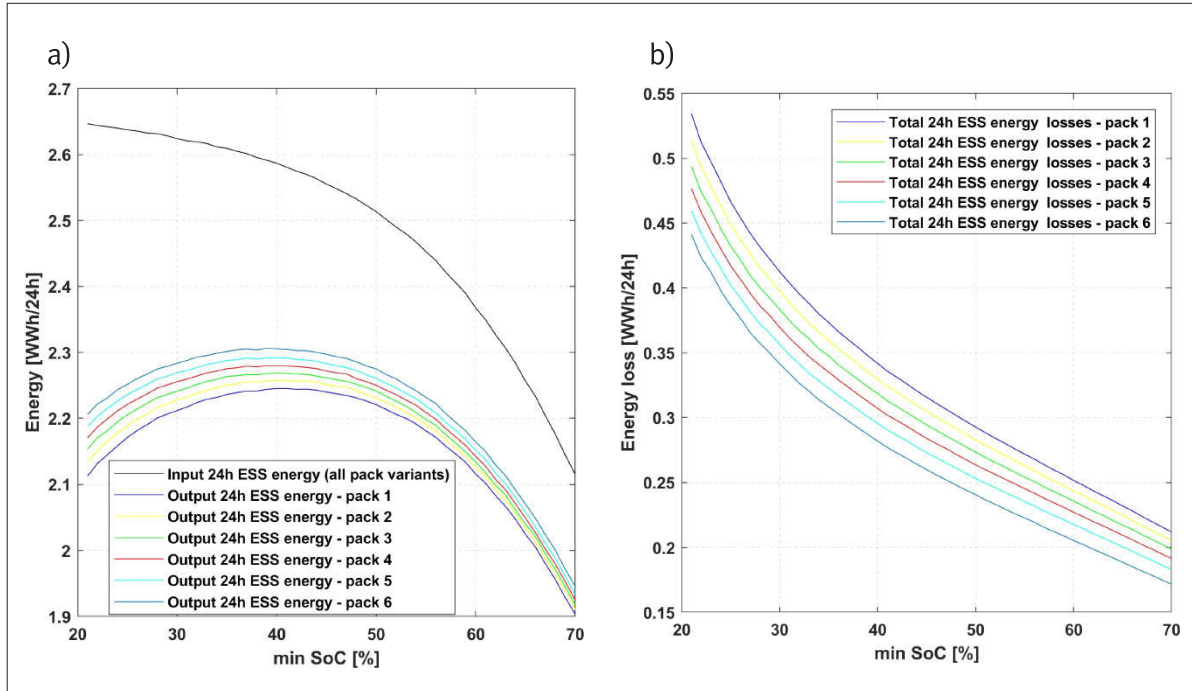 a)
2.7
2.6
2.5
2.4
2.3
2.2
2.1
2
1.9
Energy [WWh/24h]
20 30 40 50 60 70
min SoC [%]
Input 24h ESS energy (all pack variants)
Output 24h ESS energy - pack 1
Output 24h ESS energy - pack 2
Output 24h ESS energy - pack 3
Output 24h ESS energy - pack 4
Output 24h ESS energy - pack 5
Output 24h ESS energy - pack 6
b)
0.55
0.5
0.45
0.4
0.35
0.3
0.25
0.2
0.15
Energy loss [WWh/24h]
20 30 40 50 60 70
min SoC [%]
Total 24h ESS energy losses - pack 1
Total 24h ESS energy losses - pack 2
Total 24h ESS energy losses - pack 3
Total 24h ESS energy losses - pack 4
Total 24h ESS energy losses - pack 5
Total 24h ESS energy losses - pack 6